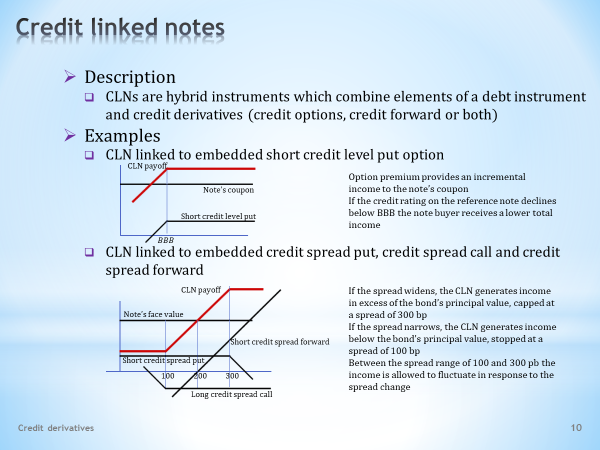 Credit linked notes
Description
CLNs are hybrid instruments which combine elements of a debt instrument
and credit derivatives (credit options, credit forward or both)
Examples
CLN linked to embedded short credit level put option
CLN payoff
Note's coupon
Short credit level put
BBB
Option premium provides an incremental
income to the note's coupon
If the credit rating on the reference note declines
below BBB the note buyer receives a lower total
income
CLN linked to embedded credit spread put, credit spread call and credit
spread forward
CLN payoff
Note's face value
Short credit spread forward
Short credit spread put
100 200 300
Long credit spread call
If the spread widens, the CLN generates income
in excess of the bond's principal value, capped at
a spread of 300 bp
If the spread narrows, the CLN generates income
below the bond's principal value, stopped at a
spread of 100 bp
Between the spread range of 100 and 300 pb the
income is allowed to fluctuate in response to the
spread change
Credit derivatives
10